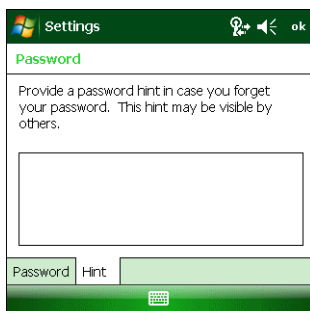 Settings
ok
Password
Provide a password hint in case you forget
your password. This hint may be visible by
others.
Password
Hint